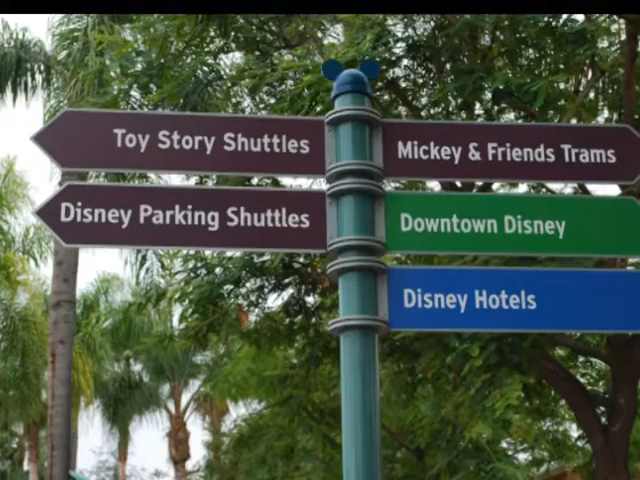 Toy Story Shuttles
Disney Parking Shuttles
Mickey & Friends Trams
Downtown Disney
Disney Hotels